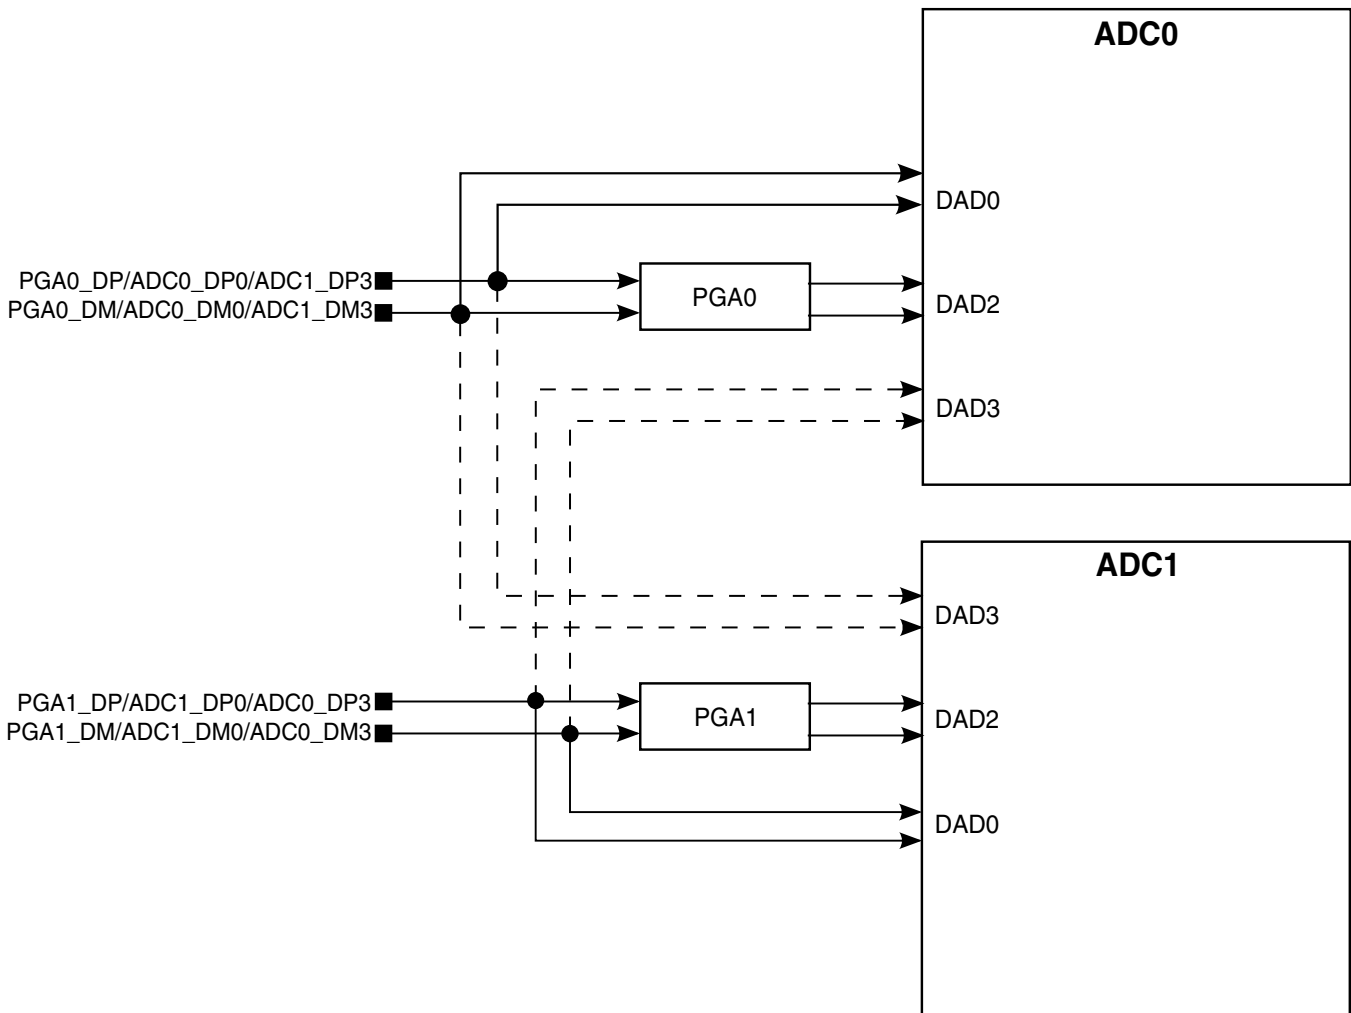 ADC0
DAD0
PGA0_DP/ADC0_DP0/ADC1_DP3
PGA0_DM/ADC0_DM0/ADC1_DM3
PGA0
DAD2
DAD3
ADC1
DAD3
PGA1_DP/ADC1_DP0/ADC0_DP3
PGA1_DM/ADC1_DM0/ADC0_DM3
PGA1
DAD2
DAD0